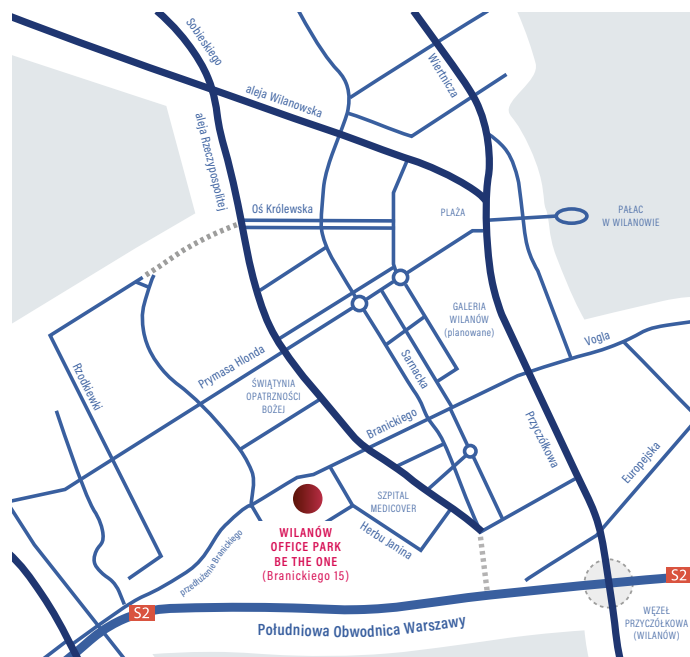 Sobieskiego
Wiertnicza
aleja Wilanowska
aleja Rzeczypospolitej
Oś Królewska
PLAŻA
PAŁAC
W WILANOWIE
GALERIA
WILANÓW
(planowane)
Vogla
Prymasa Hlonda
Sarnacka
Rzodkiewki
ŚWIĄTYNIA
OPATRZNOŚCI
BOŻEJ
Branickiego
Przyczółkowa
Europejska
SZPITAL
MEDICOVER
WILANÓW
OFFICE PARK
BE THE ONE
(Branickiego 15)
Herbu Janina
przedłużenie Branickiego
S2
S2
WĘZEŁ
PRZYCZÓŁKOWA
(WILANÓW)
Południowa Obwodnica Warszawy